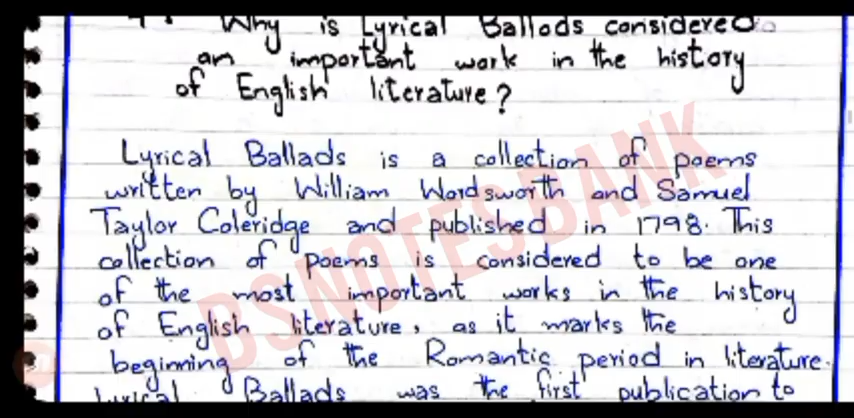 Why is Lyrical Ballads considered
an important work in the history
of English literature?
Lyrical Ballads is a collection of poems
written by William Wordsworth and Samuel
Taylor Coleridge and published in 1798. This
collection of poems is considered to be one
of the most important works in the history
of English literature, as it marks the
beginning of the Romantic period in literature.
Lyrical Ballads was the first publication to
DSNOTESBANK